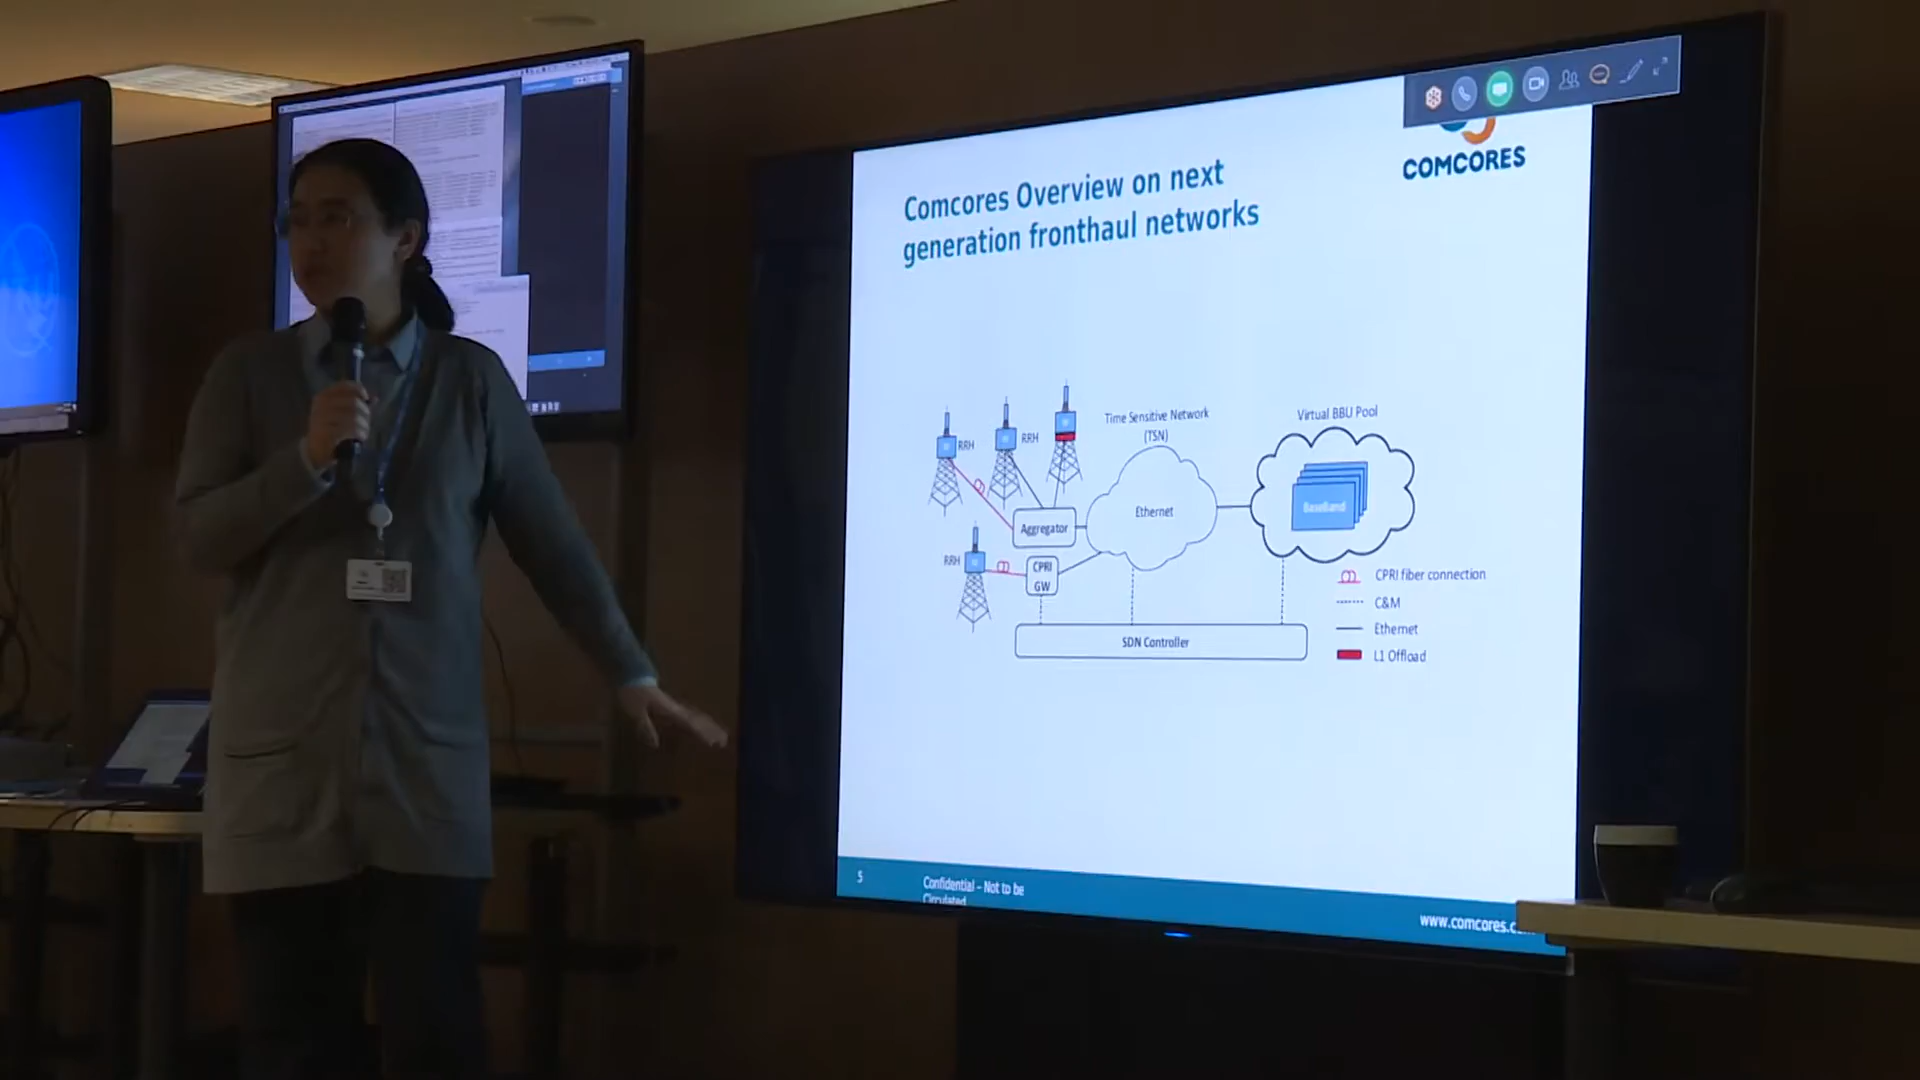 COMCORES
Comcores Overview on next
generation fronthaul networks
Time Sensitive Network
(TSN)
Virtual BBU Pool
RRH
RRH
Ethernet
BaseBand
Aggregator
RRH
CPRI
GW
SDN Controller
CPRI fiber connection
C&M
Ethernet
L1 Offload
5
Confidential – Not to be
Circulated
www.comcores.c